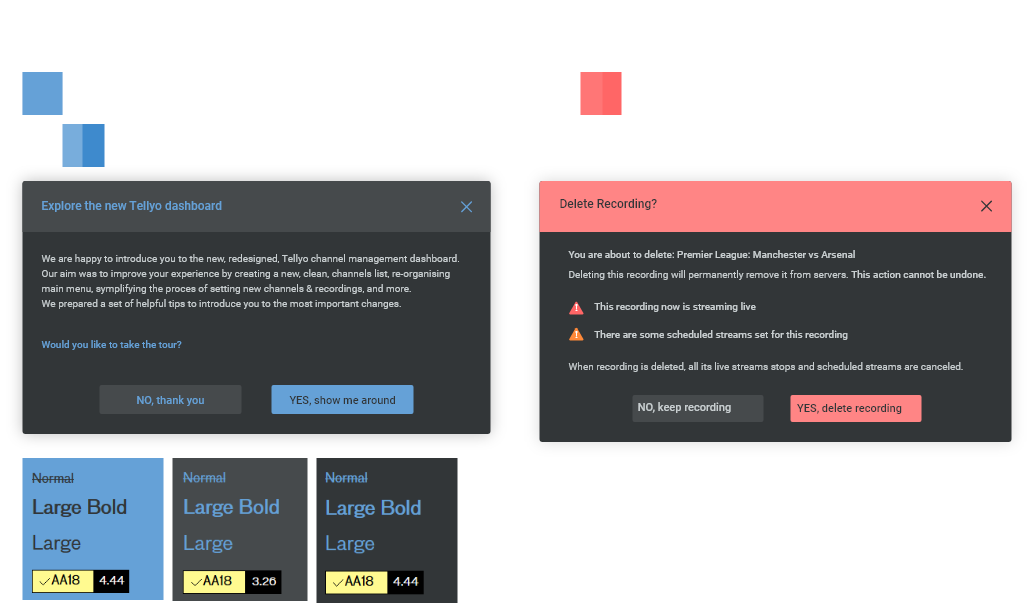 Explore the new Tellyo dashboard
We are happy to introduce you to the new, redesigned, Tellyo channel management dashboard.
Our aim was to improve your experience by creating a new, clean, channels list, re-organising
main menu, symplifying the proces of setting new channels & recordings, and more.
We prepared a set of helpful tips to introduce you to the most important changes.
Would you like to take the tour?
NO, thank you
YES, show me around
Delete Recording?
You are about to delete: Premier League: Manchester vs Arsenal
Deleting this recording will permanently remove it from servers. This action cannot be undone.
This recording now is streaming live
There are some scheduled streams set for this recording
When recording is deleted, all its live streams stops and scheduled streams are canceled.
NO, keep recording
YES, delete recording
Normal
Large Bold
Large
✓AA18 4.44
Normal
Large Bold
Large
✓AA18 3.26
Normal
Large Bold
Large
✓AA18 4.44